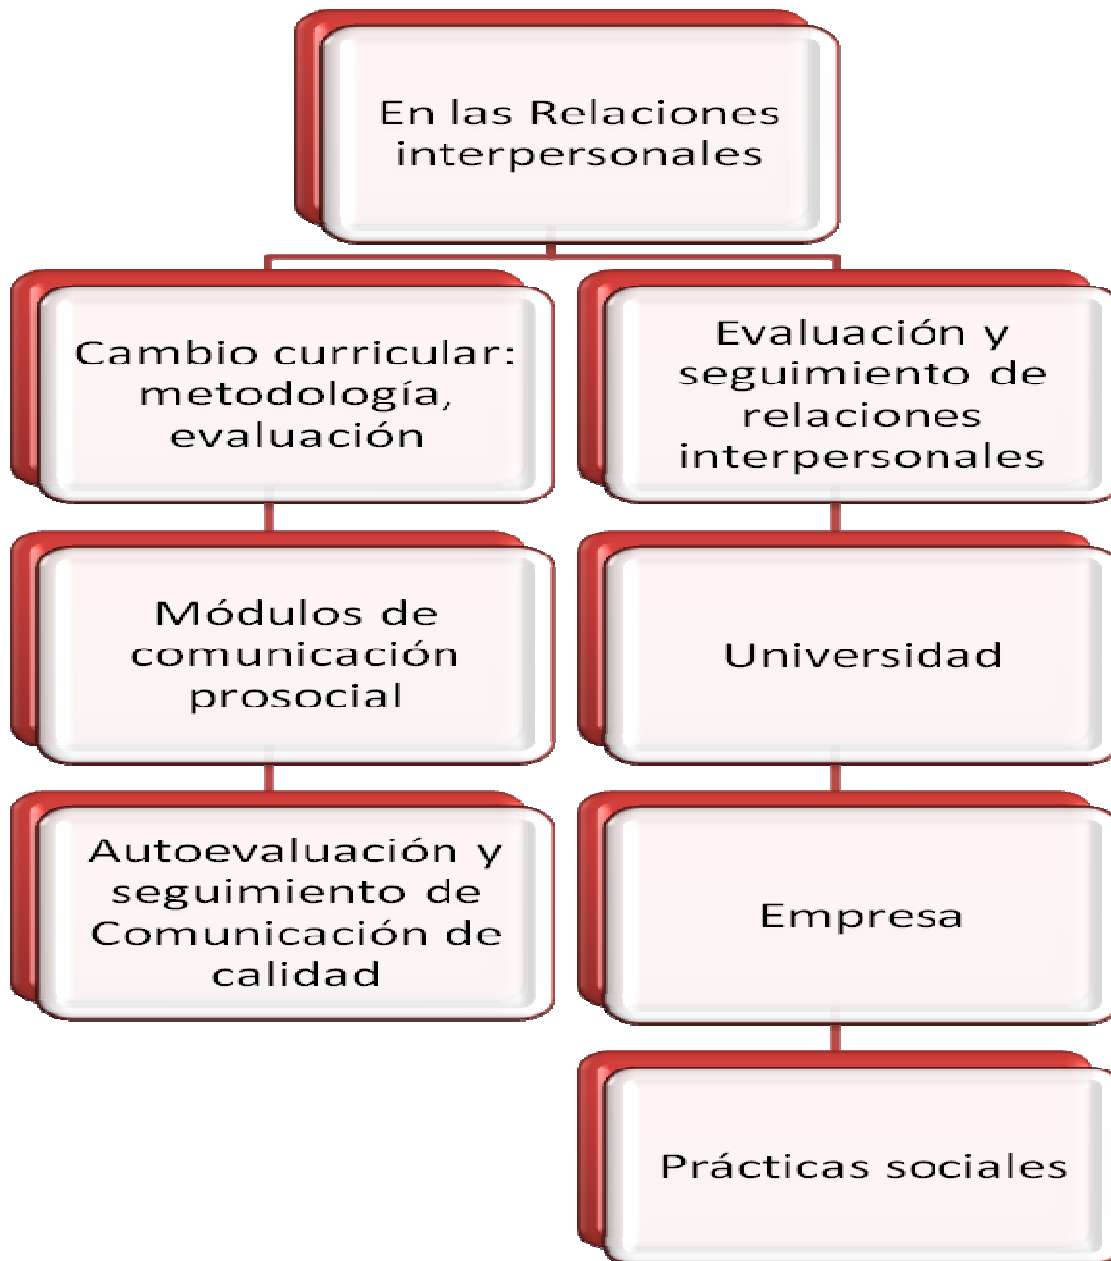 En las Relaciones
interpersonales
Cambio curricular:
metodología,
evaluación
Evaluación y
seguimiento de
relaciones
interpersonales
Módulos de
comunicación
prosocial
Universidad
Autoevaluación y
seguimiento de
Comunicación de
calidad
Empresa
Prácticas sociales